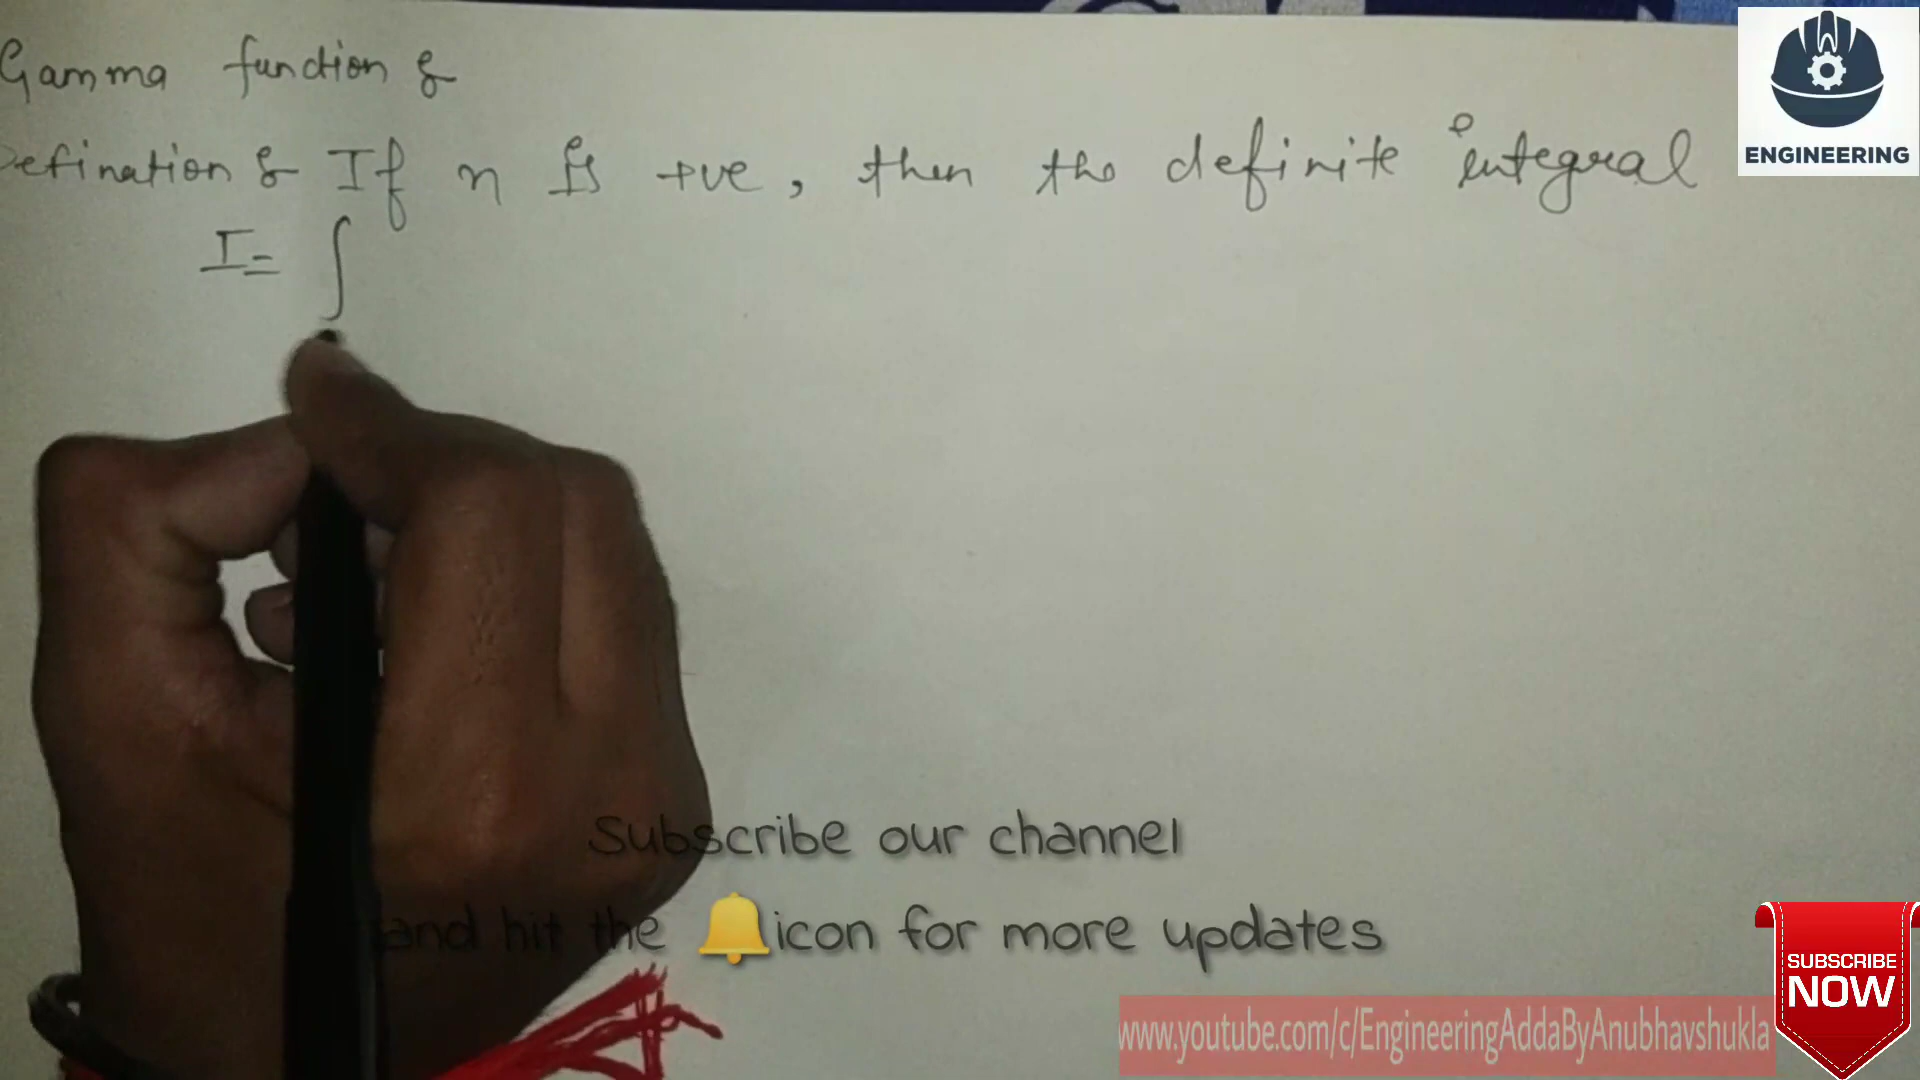 Gamma function :-
Defination :- If n is +ve, then the definite integral
I= ∫
ENGINEERING
Subscribe our channel
and hit the 🔔icon for more updates
www.youtube.com/c/EngineeringAddaByAnubhavshukla
SUBSCRIBE
NOW